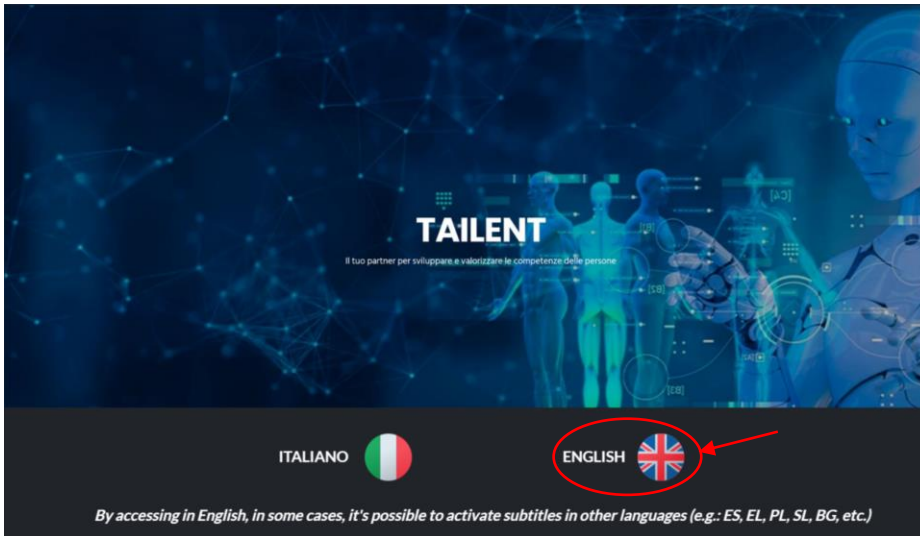 TAILENT
Il tuo partner per sviluppare e valorizzare le competenze delle persone
ITALIANO
ENGLISH
By accessing in English, in some cases, it's possible to activate subtitles in other languages (e.g.: ES, EL, PL, SL, BG, etc.)